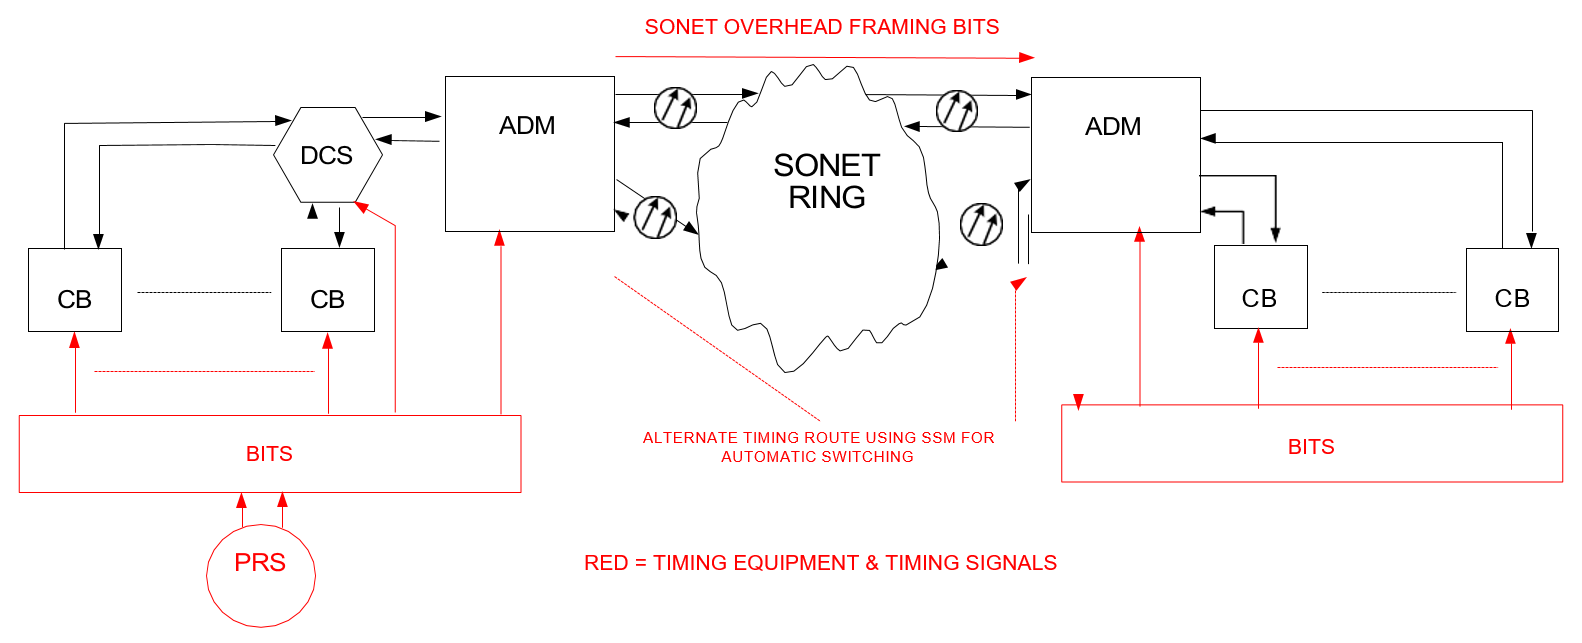 SONET OVERHEAD FRAMING BITS
ADM
ADM
DCS
SONET
RING
CB
CB
CB
CB
ALTERNATE TIMING ROUTE USING SSM FOR
AUTOMATIC SWITCHING
BITS
BITS
PRS
RED = TIMING EQUIPMENT & TIMING SIGNALS